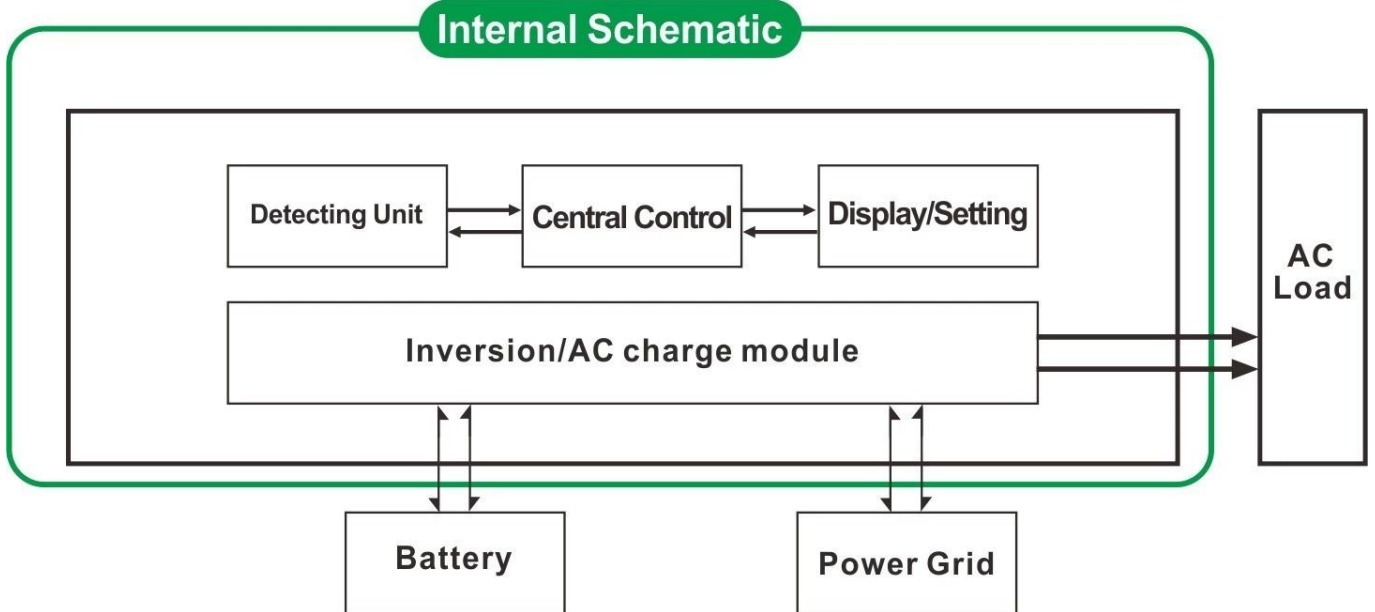 Internal Schematic
Detecting Unit
Central Control
Display/Setting
Inversion/AC charge module
AC
Load
Battery
Power Grid